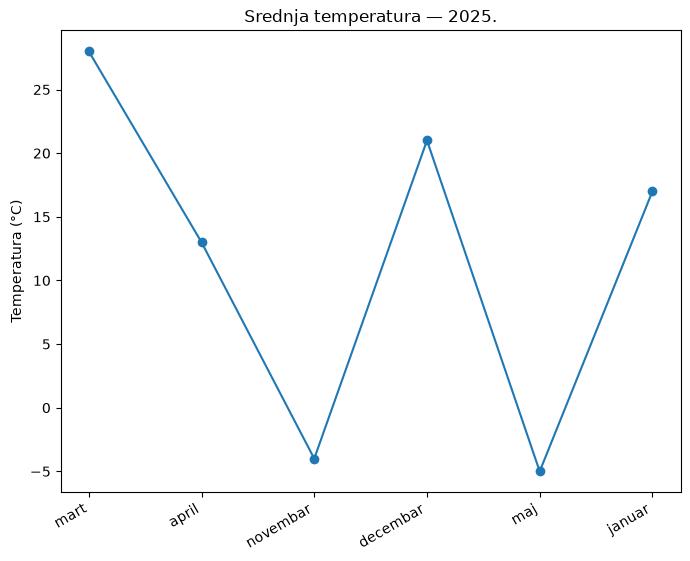 Srednja temperatura — 2025.
Temperatura (°C)
25
20
15
10
5
0
−5
mart
april
novembar
decembar
maj
januar